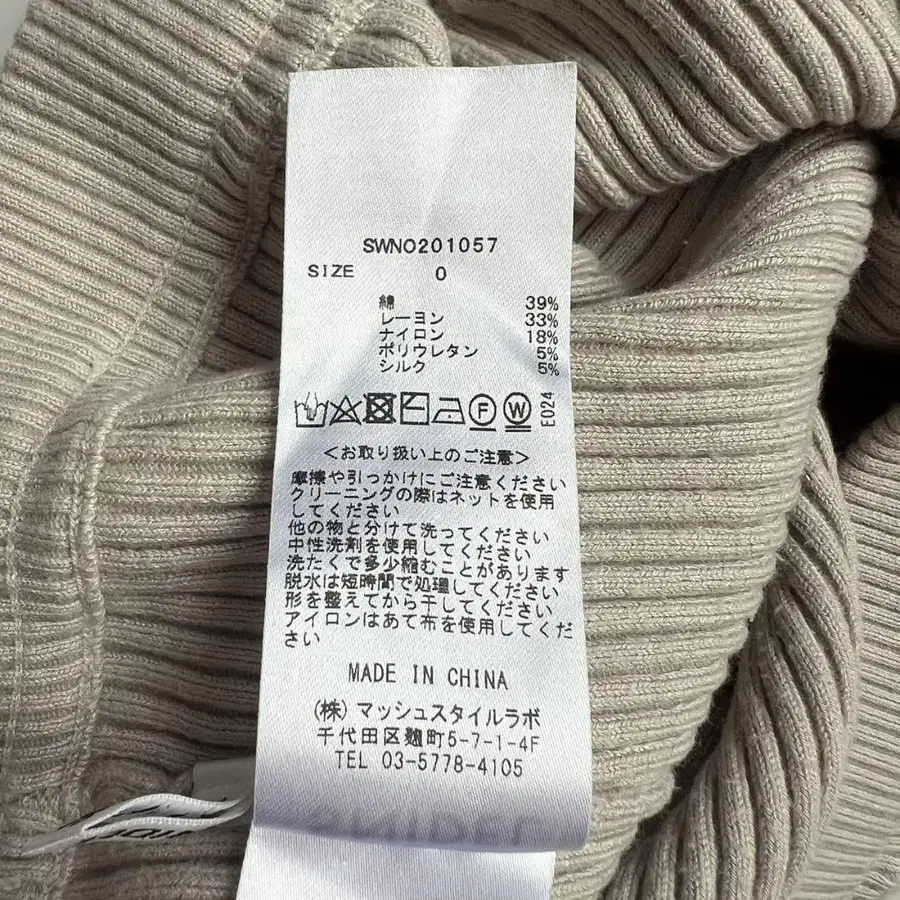 SWNO201057
SIZE 0
綿 39%
レーヨン 33%
ナイロン 18%
ポリウレタン 5%
シルク 5%
F W E024
<お取り扱い上のご注意>
摩擦や引っかけにご注意ください
クリーニングの際はネットを使用
してください
他の物と分けて洗ってください
中性洗剤を使用してください
洗たくで多少縮むことがあります
脱水は短時間で処理してください
形を整えてから干してください
アイロンはあて布を使用してくだ
さい
MADE IN CHINA
(株)マッシュスタイルラボ
千代田区麹町5-7-1-4F
TEL 03-5778-4105